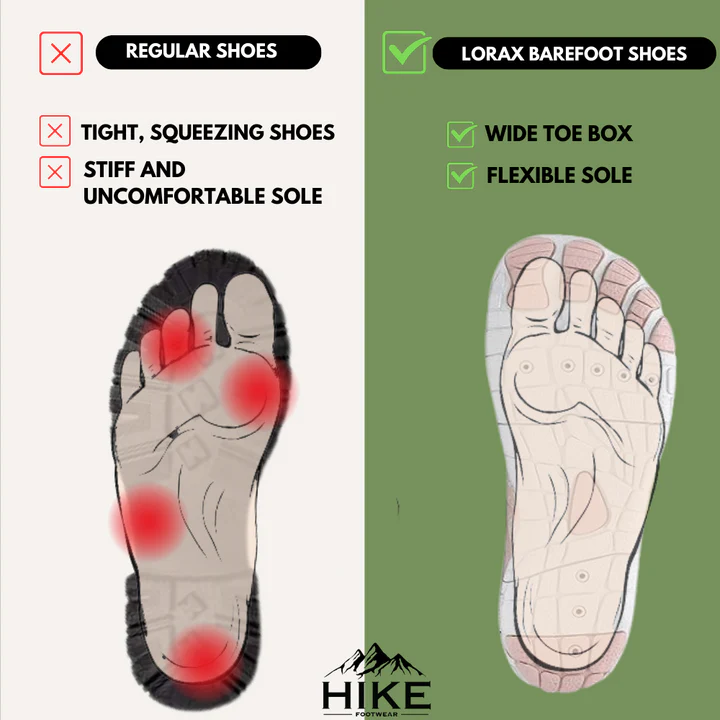 REGULAR SHOES
TIGHT, SQUEEZING SHOES
STIFF AND
UNCOMFORTABLE SOLE
LORAX BAREFOOT SHOES
WIDE TOE BOX
FLEXIBLE SOLE
HIKE
FOOTWEAR